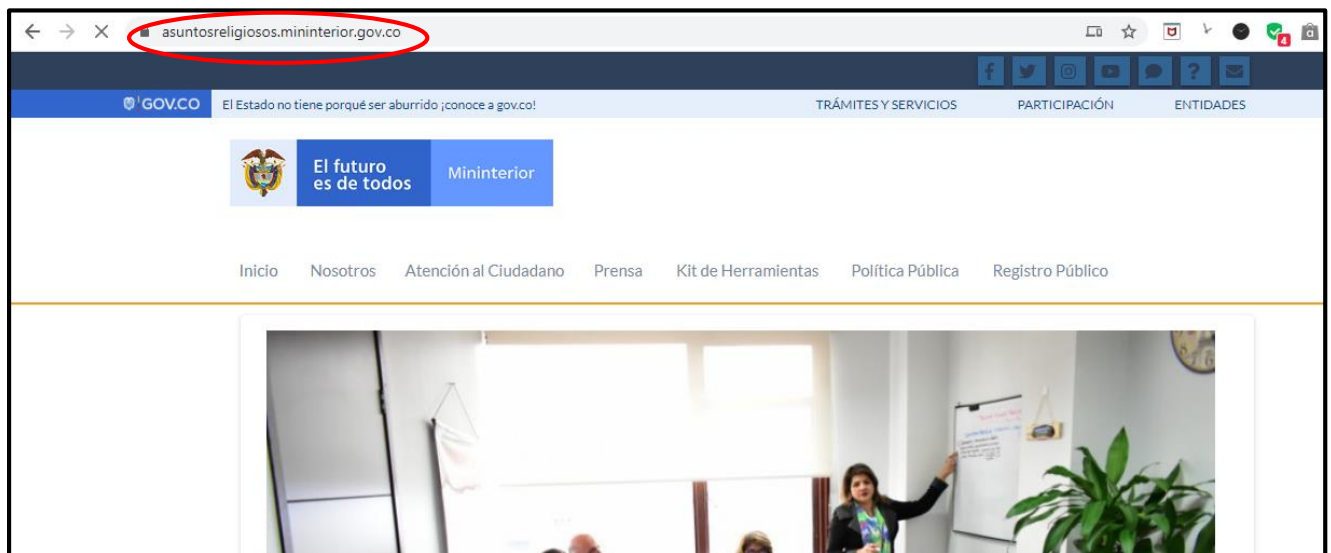 asuntosreligiosos.mininterior.gov.co
4
GOV.CO El Estado no tiene porqué ser aburrido ¡conoce a gov.co! TRÁMITES Y SERVICIOS PARTICIPACIÓN ENTIDADES
El futuro
es de todos
Mininterior
Inicio Nosotros Atención al Ciudadano Prensa Kit de Herramientas Política Pública Registro Público